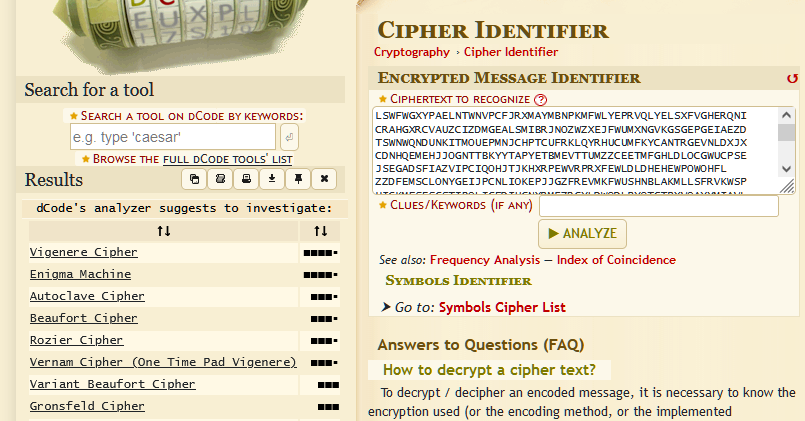 Search for a tool
★ Search a tool on dCode by keywords:
e.g. type 'caesar'
★ Browse the full dCode tools' list
Results
dCode's analyzer suggests to investigate:
↑↓ ↑↓
Vigenere Cipher ■■■■▪
Enigma Machine ■■■■▪
Autoclave Cipher ■■■▪
Beaufort Cipher ■■■▪
Rozier Cipher ■■■▪
Vernam Cipher (One Time Pad Vigenere) ■■■▪
Variant Beaufort Cipher ■■■
Gronsfeld Cipher ■■■
Cipher Identifier
Cryptography › Cipher Identifier
Encrypted Message Identifier ↺
★ Ciphertext to recognize ?
LSWFWGXYPAELNTWNVPCFJRXMAYMBNPKMFWLYEPRVQLYELSXFVGHERQNI
CRAHGXRCVAUZCIZDMGEALSMIBRJNOZWZXEJFWUMXNGVKGSGEPGEIAEZD
TSWNWQNDUNKITMOUEPMNJCHPTCUFRKLQYRHUCUMFKYCANTRGEVNLDXJX
CDNHQEMEHJJOGNTTBKYYTAPYETBMEVTTUMZZCEETMFGHLDLOCGWUCPSE
JSEGADSFIAZVIPCIQOHJTJKHXRPEWVRPRXFEWLDLDHEHEWPOWOHFL
ZZDFEMSCLONYGEIJPCNLIOKEPJJGZFREVMKFWUSHNBLAKMLLSFRVKWSP
★ Clues/Keywords (if any)
▶ ANALYZE
See also: Frequency Analysis — Index of Coincidence
Symbols Identifier
➤ Go to: Symbols Cipher List
Answers to Questions (FAQ)
How to decrypt a cipher text?
To decrypt / decipher an encoded message, it is necessary to know the
encryption used (or the encoding method, or the implemented